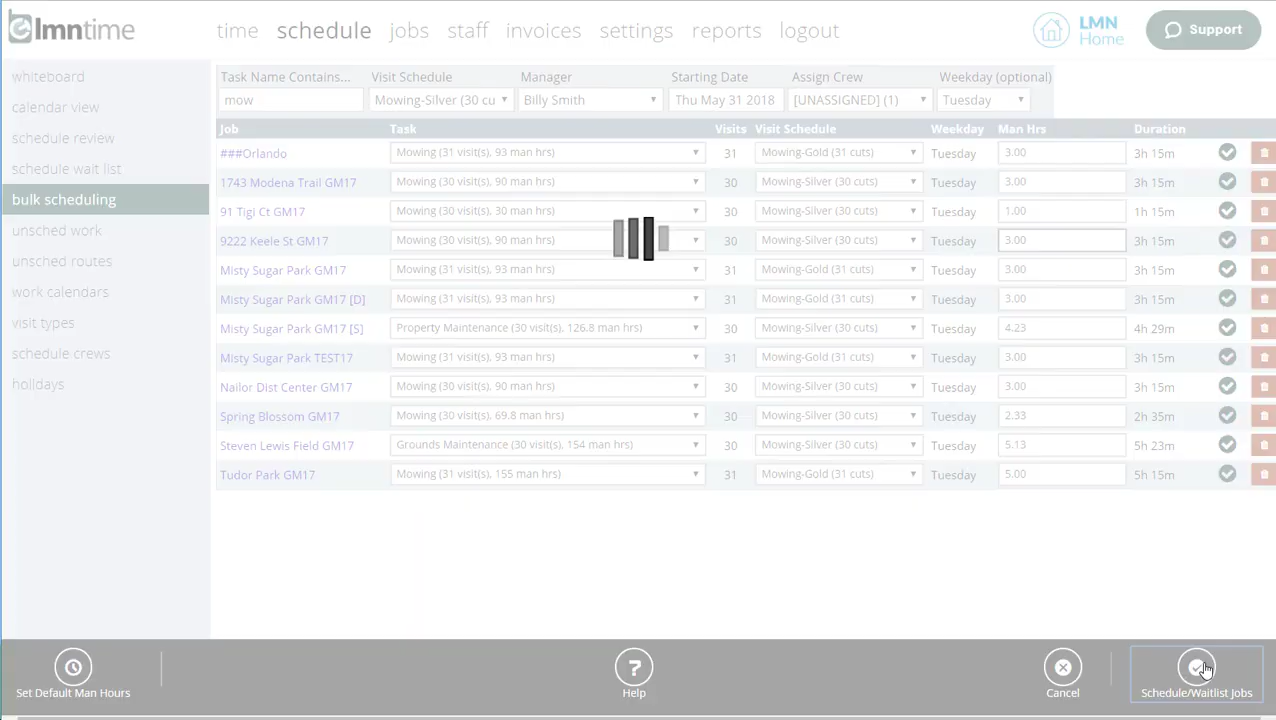 lmntime
time schedule jobs staff invoices settings reports logout
LMN Home
Support
whiteboard
calendar view
schedule review
schedule wait list
bulk scheduling
unsched work
unsched routes
work calendars
visit types
schedule crews
holidays
Task Name Contains... Visit Schedule Manager Starting Date Assign Crew Weekday (optional)
mow Mowing-Silver (30 cu Billy Smith Thu May 31 2018 [UNASSIGNED] (1) Tuesday
Job Task Visits Visit Schedule Weekday Man Hrs Duration
###Orlando Mowing (31 visit(s), 93 man hrs) 31 Mowing-Gold (31 cuts) Tuesday 3.00 3h 15m
1743 Modena Trail GM17 Mowing (30 visit(s), 90 man hrs) 30 Mowing-Silver (30 cuts) Tuesday 3.00 3h 15m
91 Tigi Ct GM17 Mowing (30 visit(s), 30 man hrs) 30 Mowing-Silver (30 cuts) Tuesday 1.00 1h 15m
9222 Keele St GM17 Mowing (30 visit(s), 90 man hrs) 30 Mowing-Silver (30 cuts) Tuesday 3.00 3h 15m
Misty Sugar Park GM17 Mowing (31 visit(s), 93 man hrs) 31 Mowing-Gold (31 cuts) Tuesday 3.00 3h 15m
Misty Sugar Park GM17 [D] Mowing (31 visit(s), 93 man hrs) 31 Mowing-Gold (31 cuts) Tuesday 3.00 3h 15m
Misty Sugar Park GM17 [S] Property Maintenance (30 visit(s), 126.8 man hrs) 30 Mowing-Silver (30 cuts) Tuesday 4.23 4h 29m
Misty Sugar Park TEST17 Mowing (31 visit(s), 93 man hrs) 31 Mowing-Gold (31 cuts) Tuesday 3.00 3h 15m
Nailor Dist Center GM17 Mowing (30 visit(s), 90 man hrs) 30 Mowing-Silver (30 cuts) Tuesday 3.00 3h 15m
Spring Blossom GM17 Mowing (30 visit(s), 69.8 man hrs) 30 Mowing-Silver (30 cuts) Tuesday 2.33 2h 35m
Steven Lewis Field GM17 Grounds Maintenance (30 visit(s), 154 man hrs) 30 Mowing-Silver (30 cuts) Tuesday 5.13 5h 23m
Tudor Park GM17 Mowing (31 visit(s), 155 man hrs) 31 Mowing-Gold (31 cuts) Tuesday 5.00 5h 15m
Set Default Man Hours ? Help Cancel Schedule/Waitlist Jobs